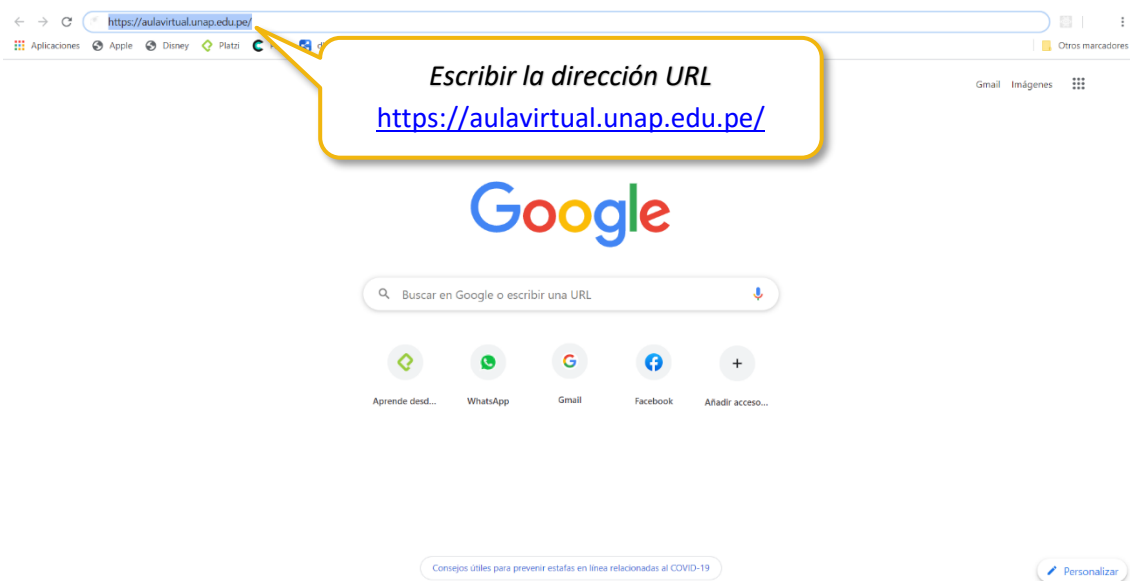 https://aulavirtual.unap.edu.pe/
Aplicaciones Apple Disney Platzi Otros marcadores
Escribir la dirección URL
https://aulavirtual.unap.edu.pe/
Gmail Imágenes
Google
Buscar en Google o escribir una URL
Aprende desd... WhatsApp Gmail Facebook Añadir acceso...
Consejos útiles para prevenir estafas en línea relacionadas al COVID-19
Personalizar